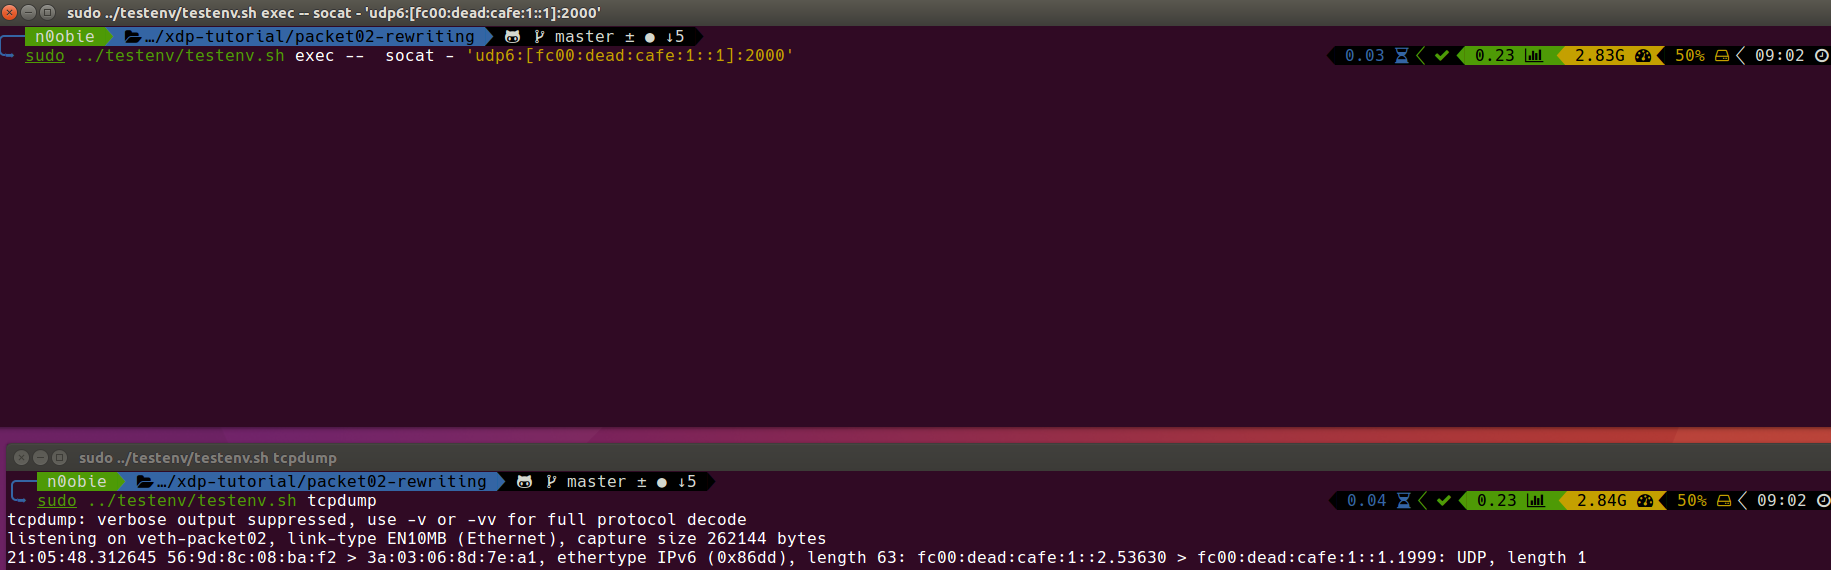 sudo ../testenv/testenv.sh exec -- socat - 'udp6:[fc00:dead:cafe:1::1]:2000'
n0obie …/xdp-tutorial/packet02-rewriting master ± ● ↓5
sudo ../testenv/testenv.sh exec --  socat - 'udp6:[fc00:dead:cafe:1::1]:2000' 0.03 ✔ 0.23 2.83G 50% 09:02
sudo ../testenv/testenv.sh tcpdump
n0obie …/xdp-tutorial/packet02-rewriting master ± ● ↓5
sudo ../testenv/testenv.sh tcpdump 0.04 ✔ 0.23 2.84G 50% 09:02
tcpdump: verbose output suppressed, use -v or -vv for full protocol decode
listening on veth-packet02, link-type EN10MB (Ethernet), capture size 262144 bytes
21:05:48.312645 56:9d:8c:08:ba:f2 > 3a:03:06:8d:7e:a1, ethertype IPv6 (0x86dd), length 63: fc00:dead:cafe:1::2.53630 > fc00:dead:cafe:1::1.1999: UDP, length 1